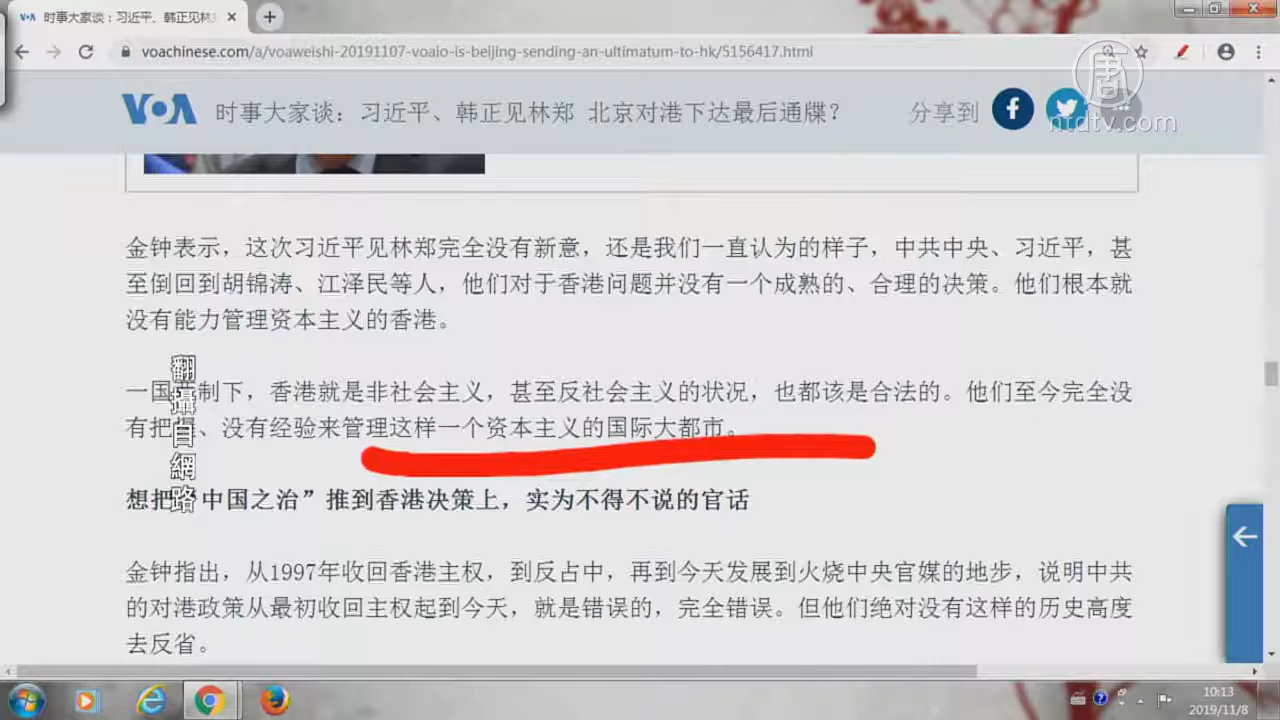 时事大家谈：习近平、韩正见林郑
voachinese.com/a/voaweishi-20191107-voaio-is-beijing-sending-an-ultimatum-to-hk/5156417.html
唐
ntdtv.com
VOA 时事大家谈：习近平、韩正见林郑 北京对港下达最后通牒？ 分享到
金钟表示，这次习近平见林郑完全没有新意，还是我们一直认为的样子，中共中央、习近平，甚
至倒回到胡锦涛、江泽民等人，他们对于香港问题并没有一个成熟的、合理的决策。他们根本就
没有能力管理资本主义的香港。
一国两制下，香港就是非社会主义，甚至反社会主义的状况，也都该是合法的。他们至今完全没
有把握、没有经验来管理这样一个资本主义的国际大都市。
想把“中国之治”推到香港决策上，实为不得不说的官话
金钟指出，从1997年收回香港主权，到反占中，再到今天发展到火烧中央官媒的地步，说明中共
的对港政策从最初收回主权起到今天，就是错误的，完全错误。但他们绝对没有这样的历史高度
去反省。
翻攝自網路
10:13
2019/11/8